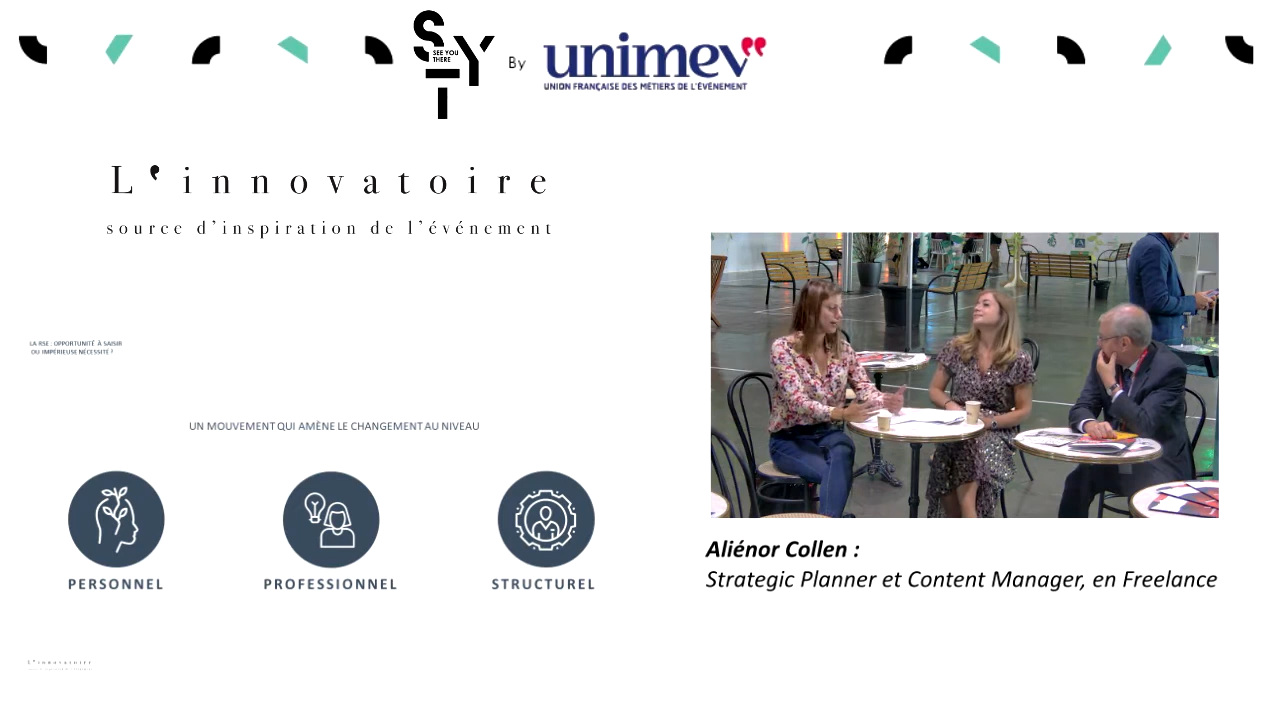 SEE YOU
THERE
By
unimev
UNION FRANÇAISE DES MÉTIERS DE L'ÉVÉNEMENT
L'innovatoire
source d'inspiration de l'événement
LA RSE : OPPORTUNITÉ À SAISIR
OU IMPÉRIEUSE NÉCESSITÉ ?
UN MOUVEMENT QUI AMÈNE LE CHANGEMENT AU NIVEAU
PERSONNEL
PROFESSIONNEL
STRUCTUREL
Aliénor Collen :
Strategic Planner et Content Manager, en Freelance
L'innovatoire